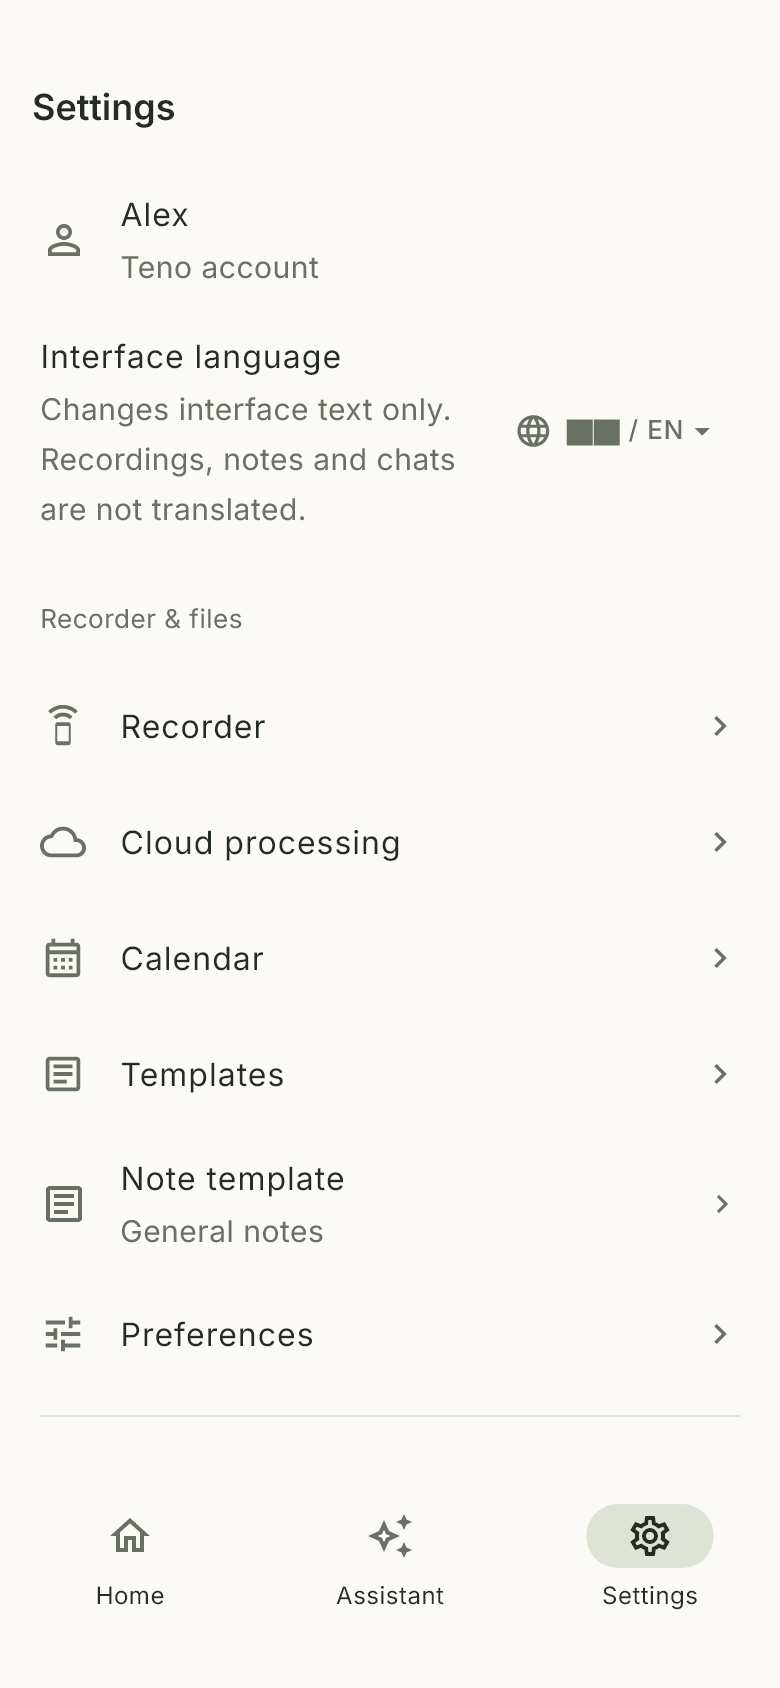 Settings
Alex
Teno account
Interface language
Changes interface text only.
Recordings, notes and chats
are not translated.
/ EN
Recorder & files
Recorder
Cloud processing
Calendar
Templates
Note template
General notes
Preferences
Home
Assistant
Settings